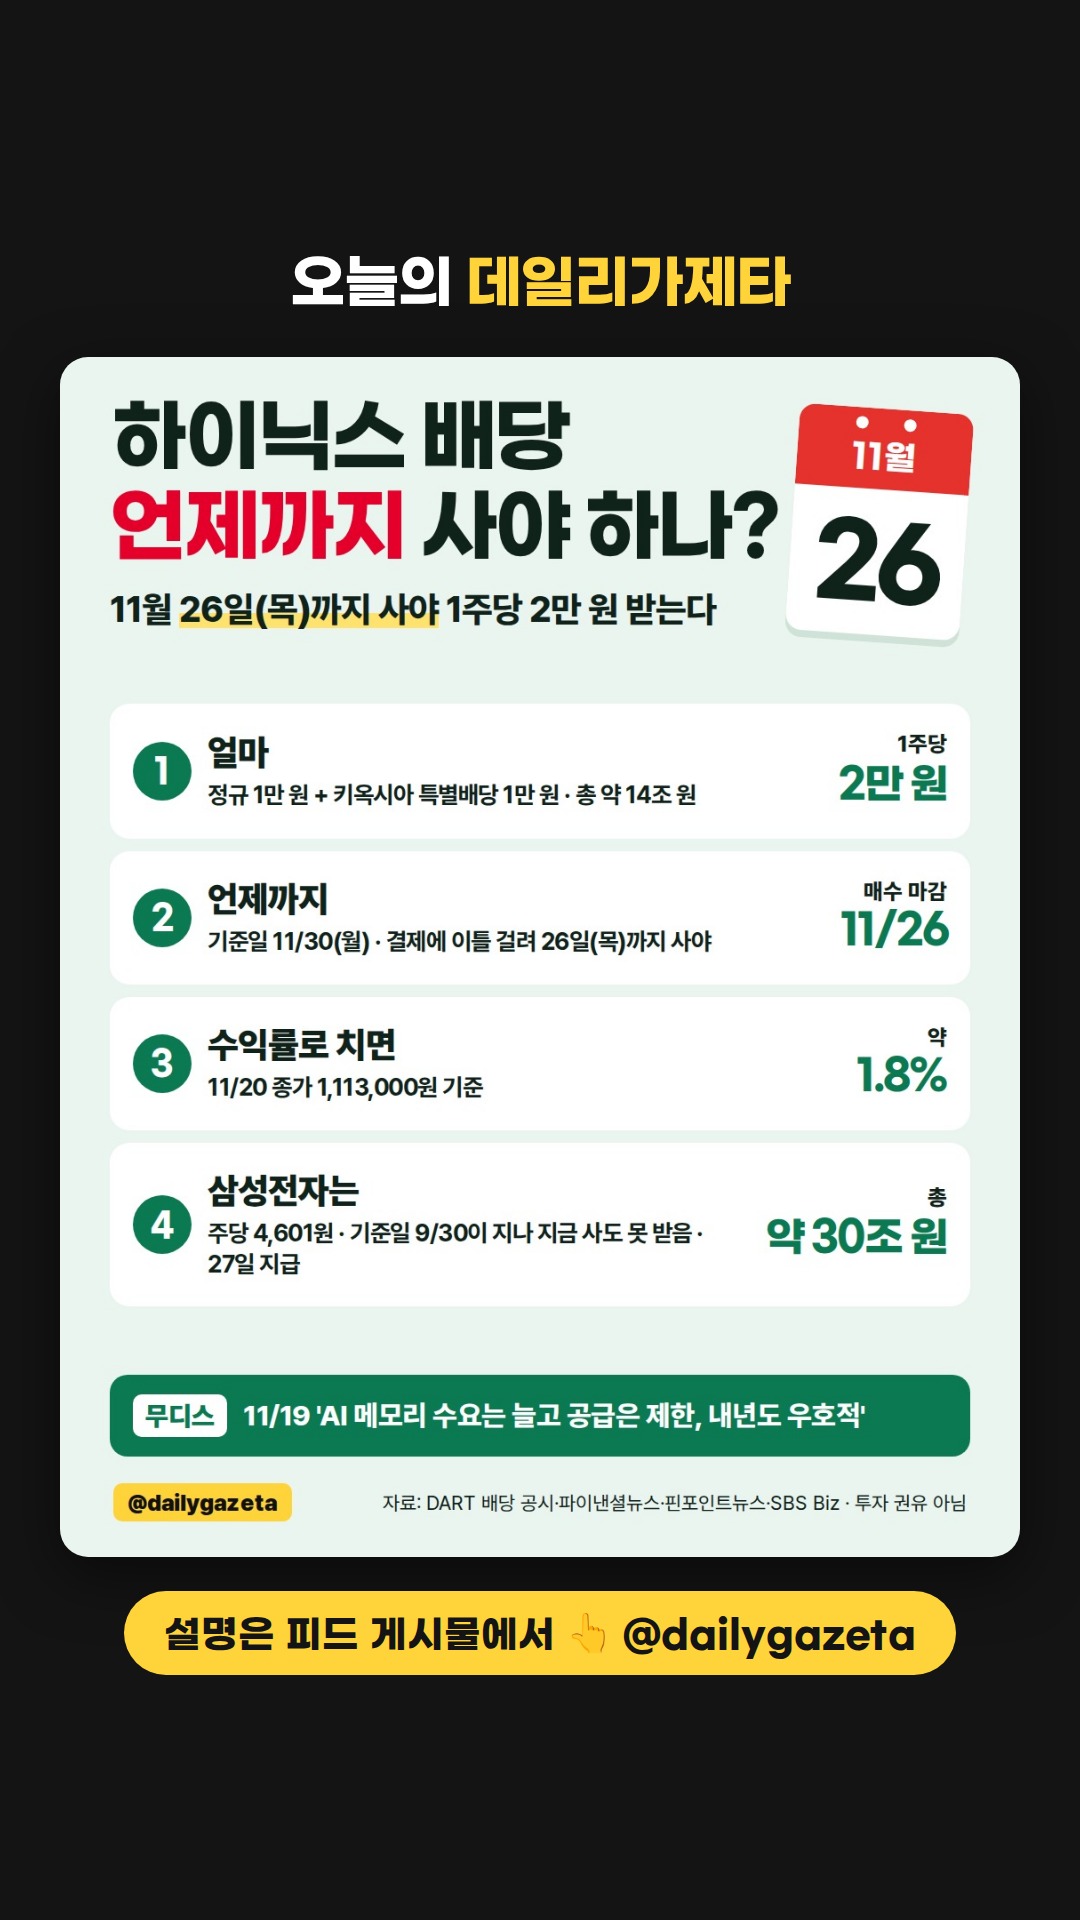 오늘의 데일리가제타
하이닉스 배당
언제까지 사야 하나?
11월 26일(목)까지 사야 1주당 2만 원 받는다
11월
26
1
얼마
정규 1만 원 + 키옥시아 특별배당 1만 원 · 총 약 14조 원
1주당
2만 원
2
언제까지
기준일 11/30(월) · 결제에 이틀 걸려 26일(목)까지 사야
매수 마감
11/26
3
수익률로 치면
11/20 종가 1,113,000원 기준
약
1.8%
4
삼성전자는
주당 4,601원 · 기준일 9/30이 지나 지금 사도 못 받음 ·
27일 지급
총
약 30조 원
무디스 11/19 'AI 메모리 수요는 늘고 공급은 제한, 내년도 우호적'
@dailygazeta
자료: DART 배당 공시·파이낸셜뉴스·핀포인트뉴스·SBS Biz · 투자 권유 아님
설명은 피드 게시물에서 👆 @dailygazeta